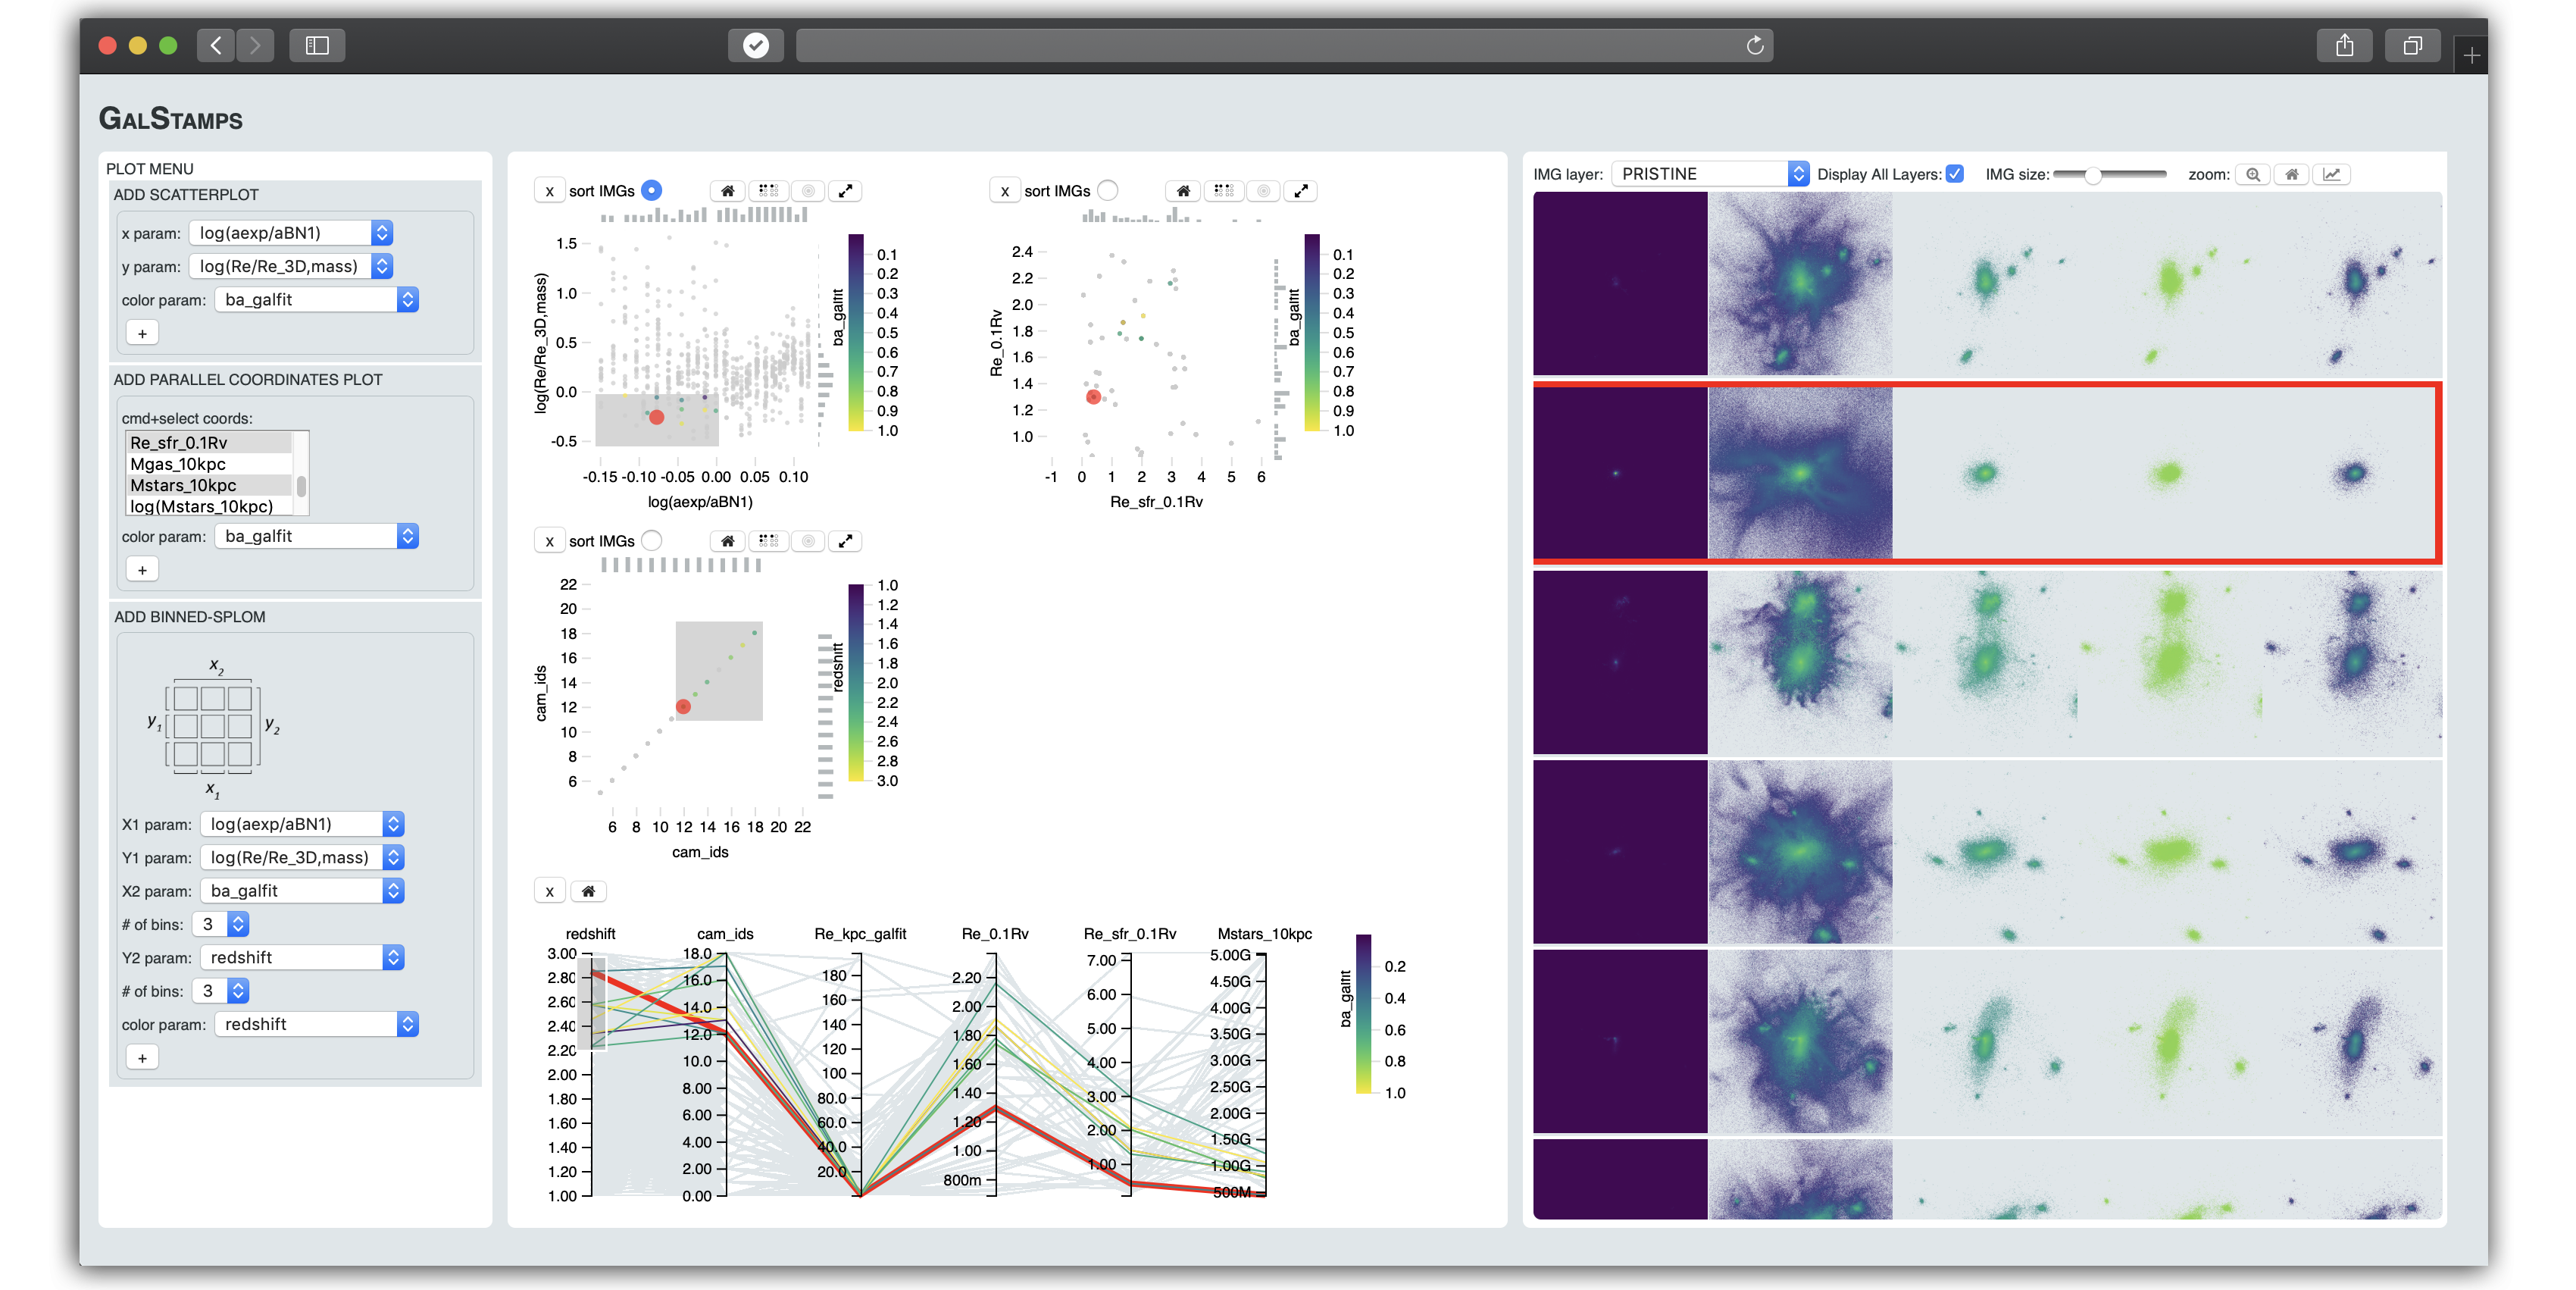 GALSTAMPS
PLOT MENU
ADD SCATTERPLOT
x param: log(aexp/aBN1)
y param: log(Re/Re_3D,mass)
color param: ba_galfit
+
ADD PARALLEL COORDINATES PLOT
cmd+select coords:
Re_sfr_0.1Rv
Mgas_10kpc
Mstars_10kpc
log(Mstars_10kpc)
color param: ba_galfit
+
ADD BINNED-SPLOM
x2
y1
y2
x1
X1 param: log(aexp/aBN1)
Y1 param: log(Re/Re_3D,mass)
X2 param: ba_galfit
# of bins: 3
Y2 param: redshift
# of bins: 3
color param: redshift
+
x sort IMGs
log(Re/Re_3D,mass)
1.5
1.0
0.5
0.0
-0.5
-0.15 -0.10 -0.05 0.00 0.05 0.10
log(aexp/aBN1)
ba_galfit
0.1
0.2
0.3
0.4
0.5
0.6
0.7
0.8
0.9
1.0
x sort IMGs
Re_0.1Rv
2.4
2.2
2.0
1.8
1.6
1.4
1.2
1.0
-1 0 1 2 3 4 5 6
Re_sfr_0.1Rv
ba_galfit
0.1
0.2
0.3
0.4
0.5
0.6
0.7
0.8
0.9
1.0
x sort IMGs
cam_ids
22
20
18
16
14
12
10
8
6
6 8 10 12 14 16 18 20 22
cam_ids
redshift
1.0
1.2
1.4
1.6
1.8
2.0
2.2
2.4
2.6
2.8
3.0
x
redshift
3.00
2.80
2.60
2.40
2.20
2.00
1.80
1.60
1.40
1.20
1.00
cam_ids
18.0
16.0
14.0
12.0
10.0
8.00
6.00
4.00
2.00
0.00
Re_kpc_galfit
180
160
140
120
100
80.0
60.0
40.0
20.0
Re_0.1Rv
2.20
2.00
1.80
1.60
1.40
1.20
1.00
800m
Re_sfr_0.1Rv
7.00
6.00
5.00
4.00
3.00
2.00
1.00
Mstars_10kpc
5.00G
4.50G
4.00G
3.50G
3.00G
2.50G
2.00G
1.50G
1.00G
500M
ba_galfit
0.2
0.4
0.6
0.8
1.0
IMG layer: PRISTINE Display All Layers: IMG size: zoom: